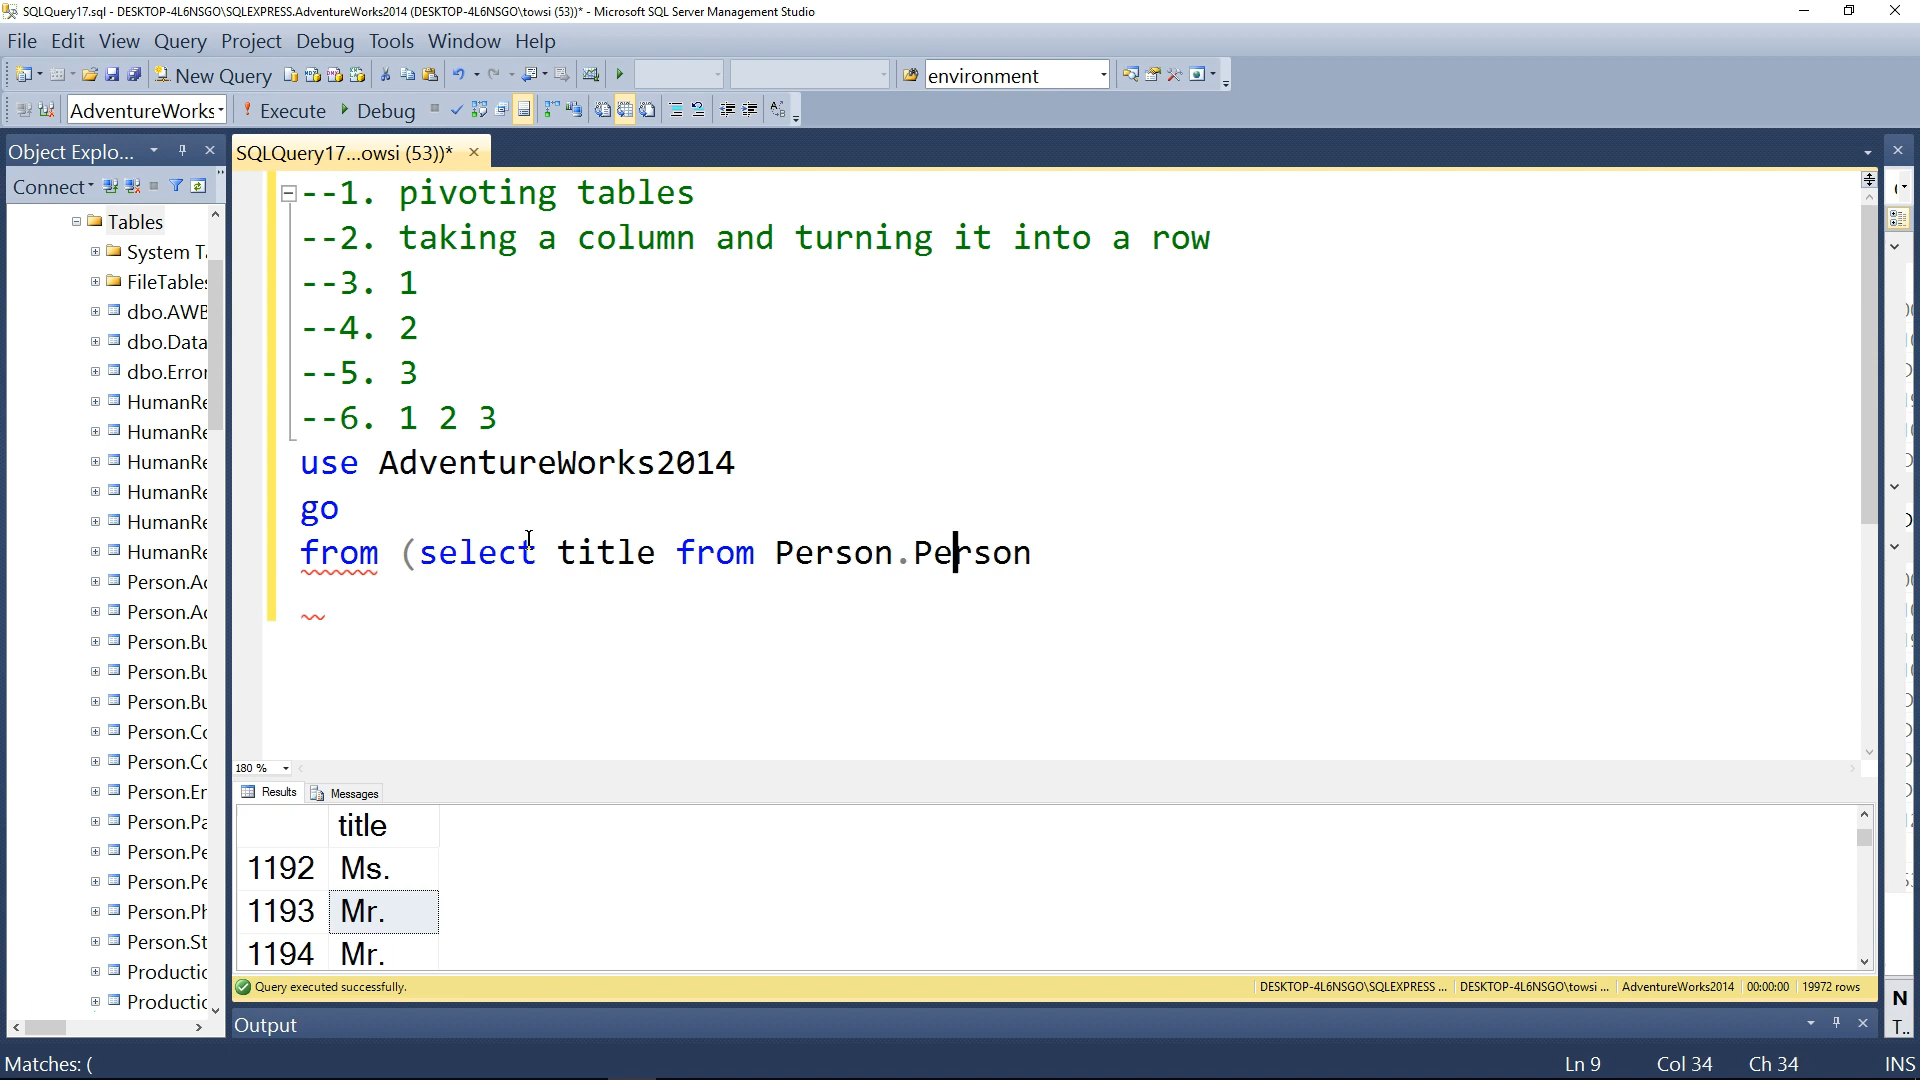 SQLQuery17.sql - DESKTOP-4L6NSGO\SQLEXPRESS.AdventureWorks2014 (DESKTOP-4L6NSGO\towsi (53))* - Microsoft SQL Server Management Studio
File Edit View Query Project Debug Tools Window Help
New Query environment
AdventureWorks Execute Debug
Object Explo... SQLQuery17...owsi (53))*
Connect
Tables
System Ta
FileTables
dbo.AWB
dbo.Data
dbo.Error
HumanRe
HumanRe
HumanRe
HumanRe
HumanRe
HumanRe
Person.Ad
Person.Ad
Person.Bu
Person.Bu
Person.Bu
Person.Co
Person.Co
Person.Em
Person.Pa
Person.Pe
Person.Pe
Person.Ph
Person.St
Productio
Productio
--1. pivoting tables
--2. taking a column and turning it into a row
--3. 1
--4. 2
--5. 3
--6. 1 2 3
use AdventureWorks2014
go
from (select title from Person.Person
180 %
Results Messages
title
1192 Ms.
1193 Mr.
1194 Mr.
Query executed successfully. DESKTOP-4L6NSGO\SQLEXPRESS ... DESKTOP-4L6NSGO\towsi ... AdventureWorks2014 00:00:00 19972 rows
Output
N
T..
Matches: ( Ln 9 Col 34 Ch 34 INS